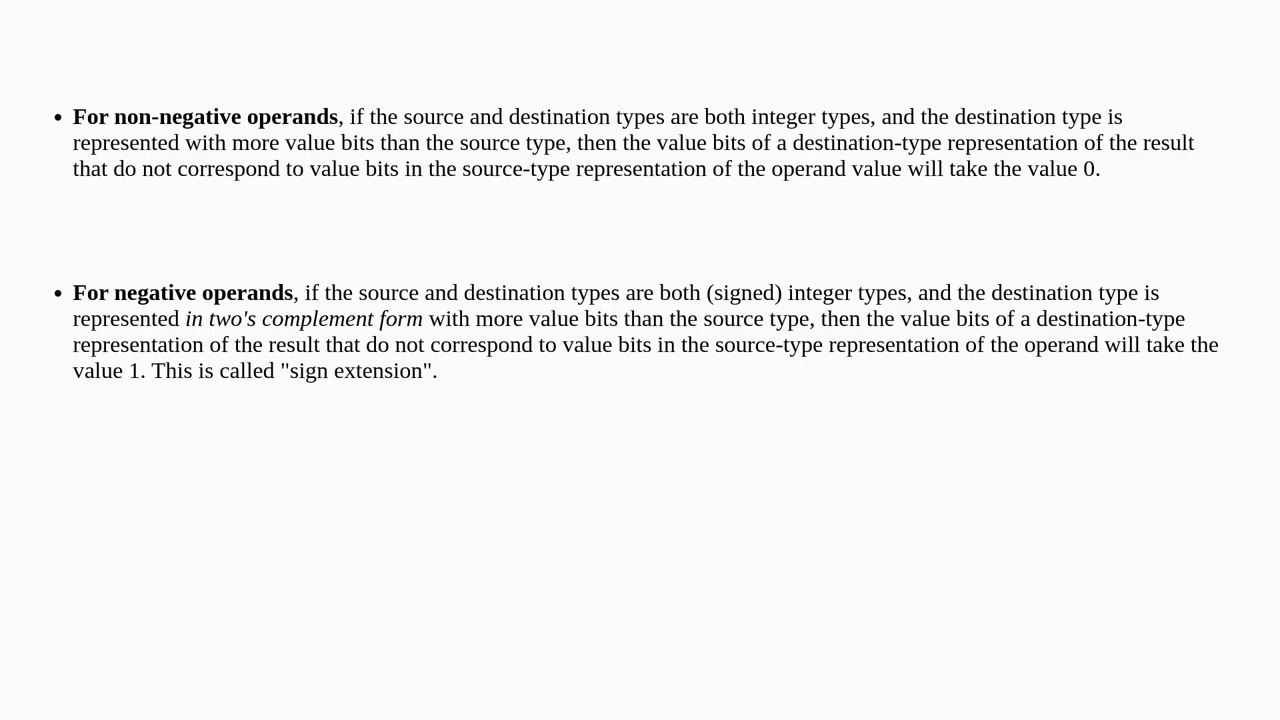 • For non-negative operands, if the source and destination types are both integer types, and the destination type is
represented with more value bits than the source type, then the value bits of a destination-type representation of the result
that do not correspond to value bits in the source-type representation of the operand value will take the value 0.
• For negative operands, if the source and destination types are both (signed) integer types, and the destination type is
represented in two's complement form with more value bits than the source type, then the value bits of a destination-type
representation of the result that do not correspond to value bits in the source-type representation of the operand will take the
value 1. This is called "sign extension".